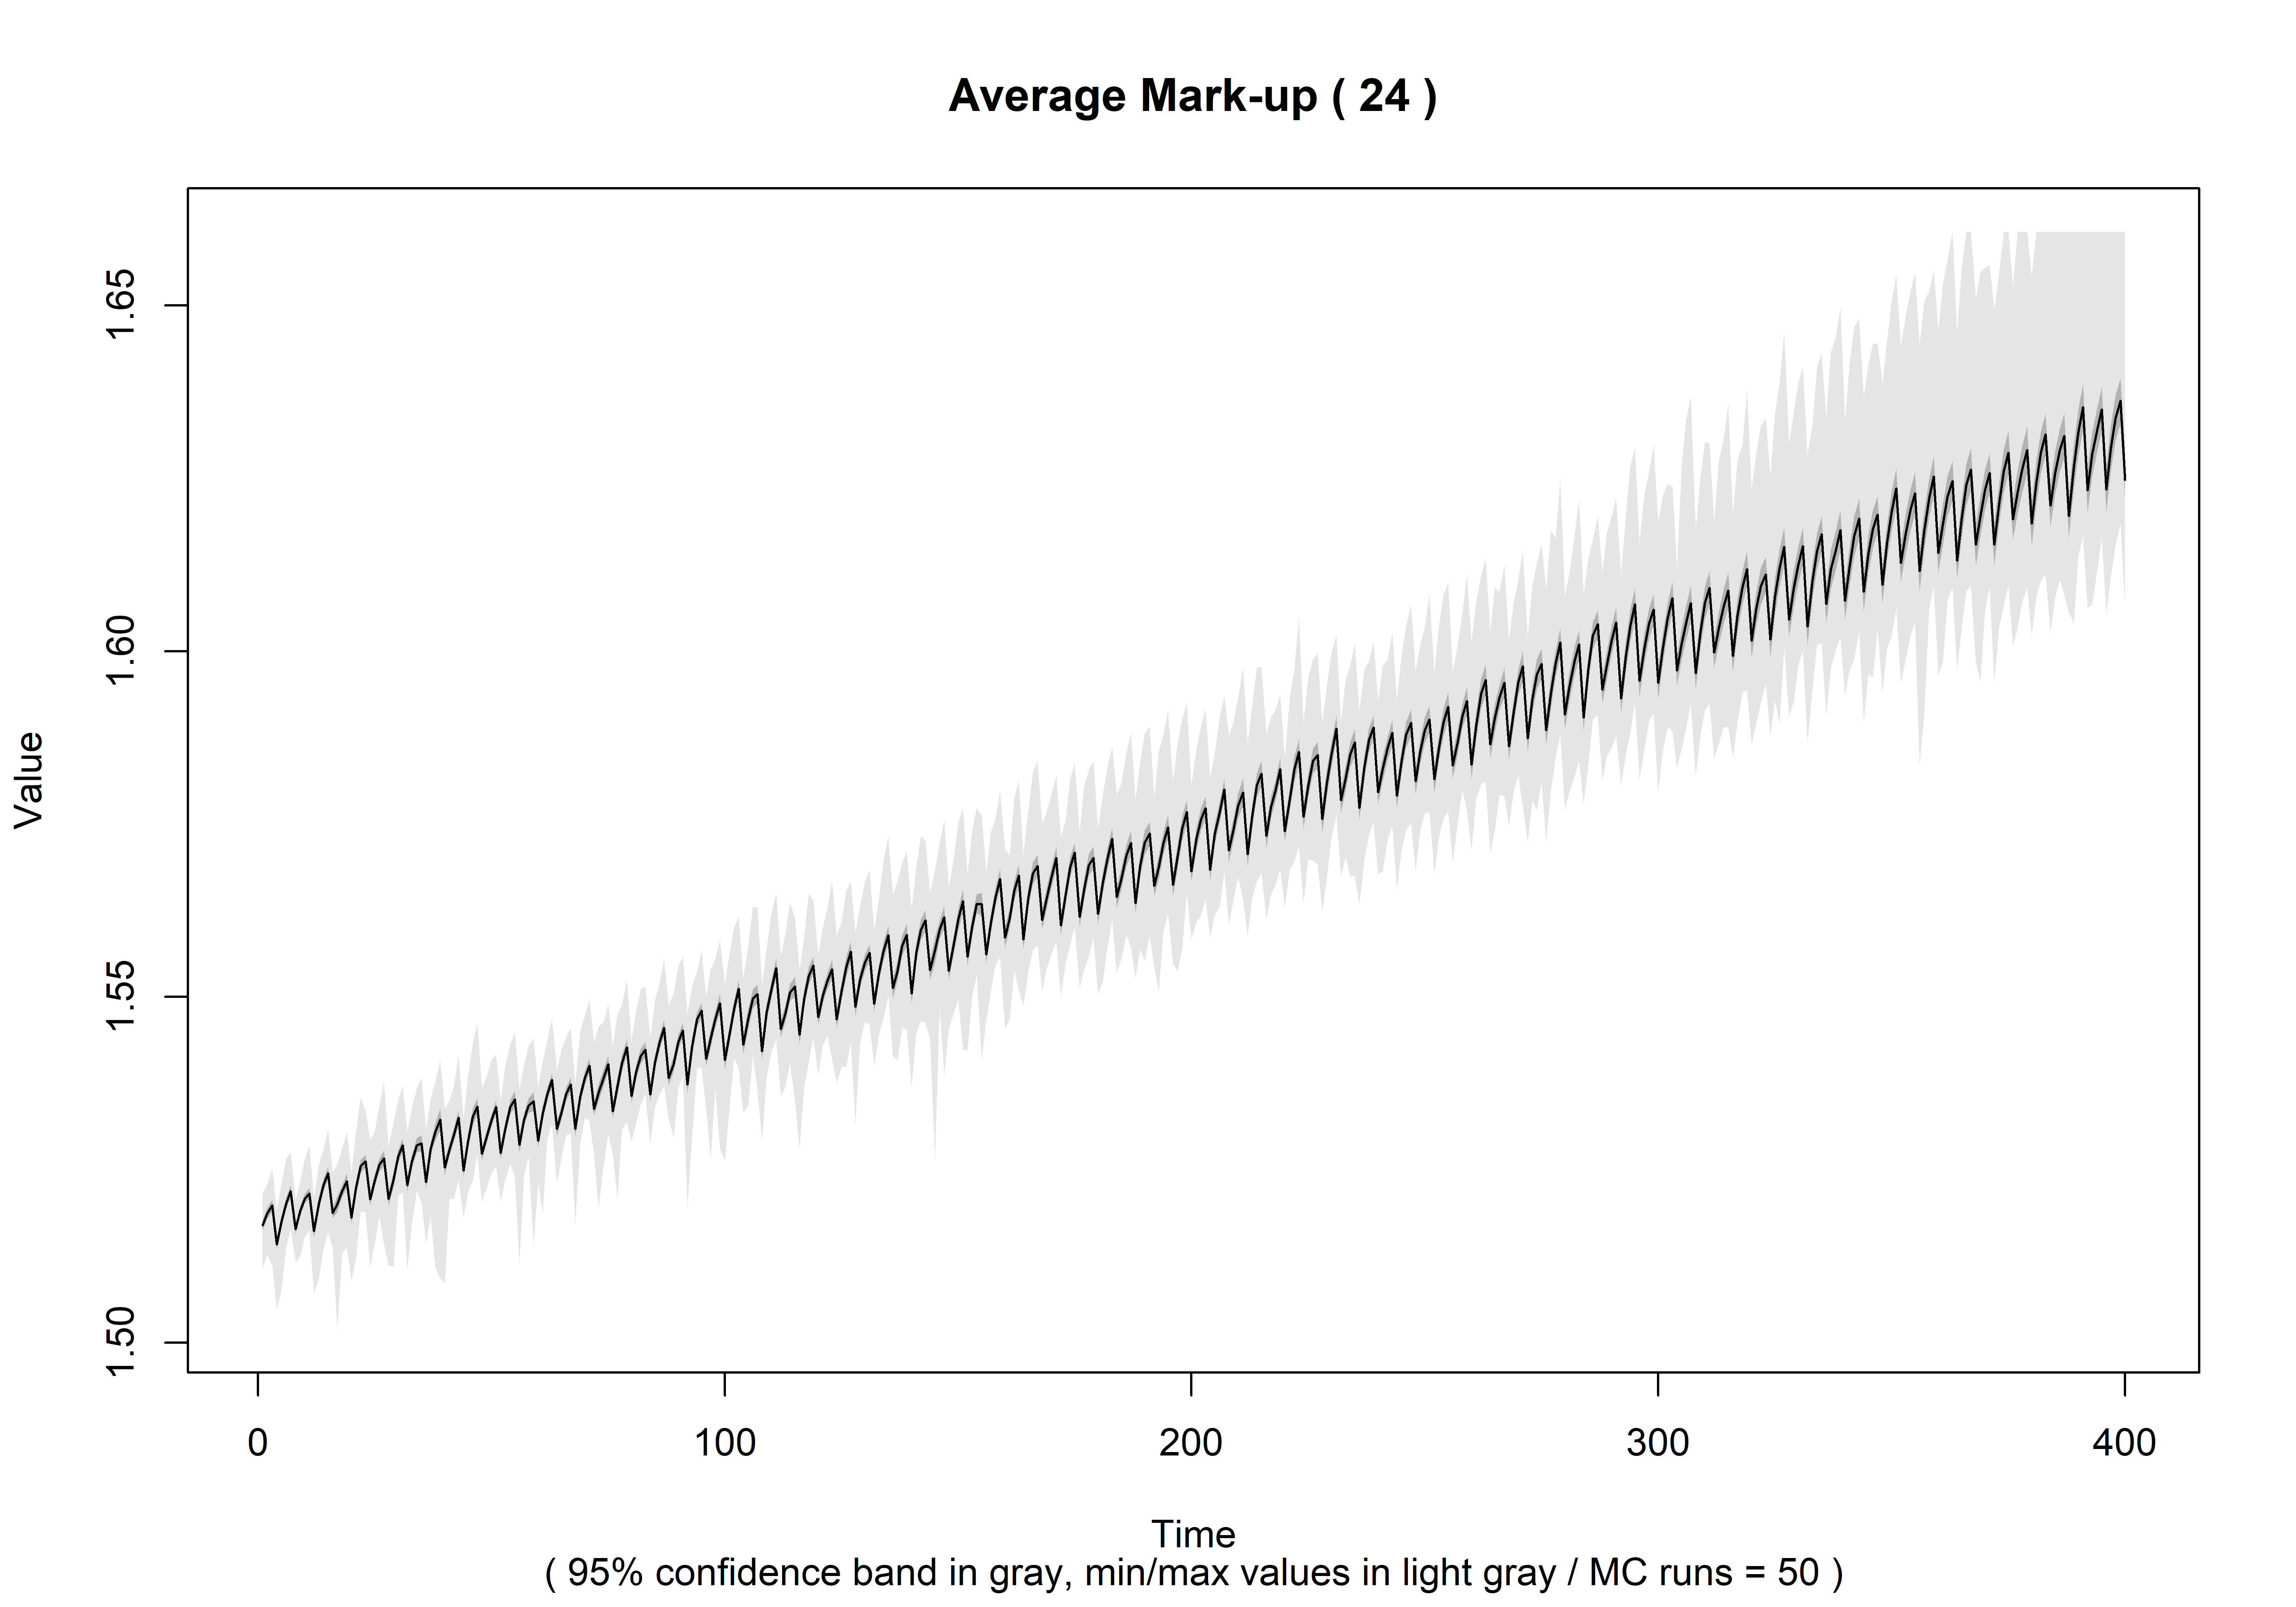 Average Mark-up ( 24 )
Value
1.65
1.60
1.55
1.50
0 100 200 300 400
Time
( 95% confidence band in gray, min/max values in light gray / MC runs = 50 )